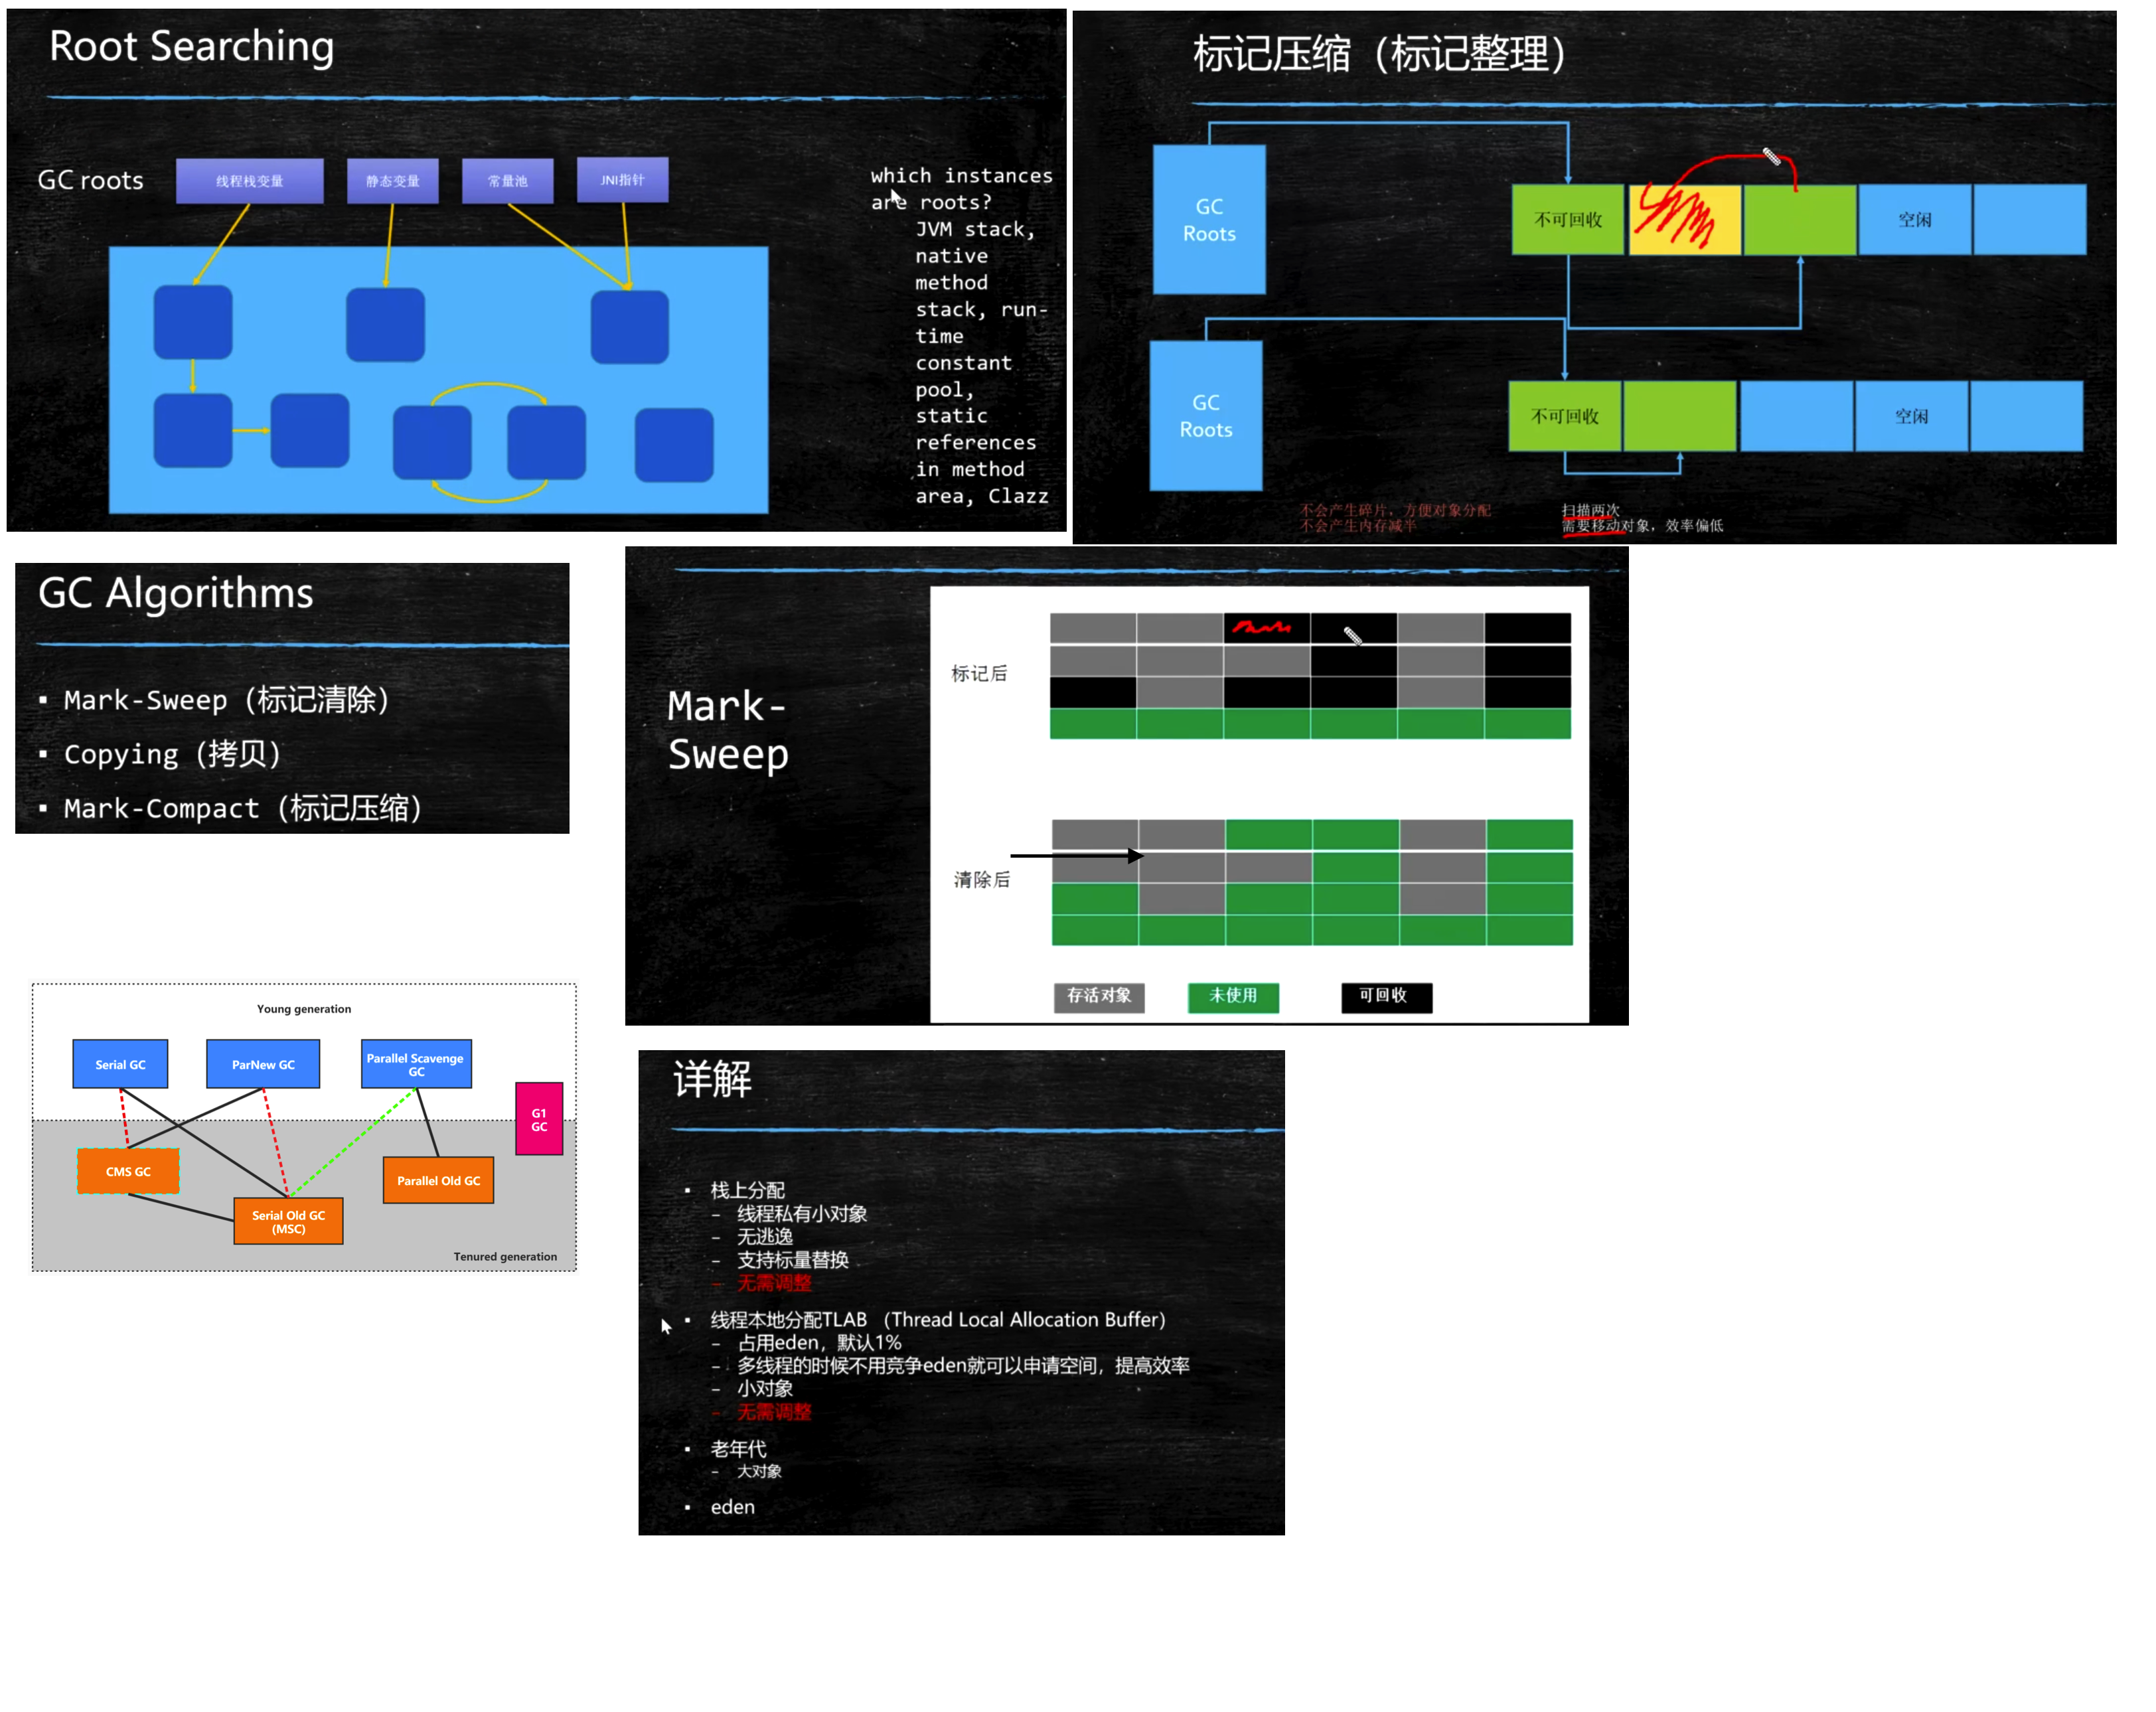 Root Searching
GC roots
线程栈变量
静态变量
常量池
JNI指针
which instances
are roots?
JVM stack,
native
method
stack, run-
time
constant
pool,
static
references
in method
area, Clazz
标记压缩（标记整理）
GC
Roots
不可回收
空闲
GC
Roots
不可回收
空闲
不会产生碎片，方便对象分配
不会产生内存减半
扫描两次
需要移动对象，效率偏低
GC Algorithms
▪ Mark-Sweep（标记清除）
▪ Copying（拷贝）
▪ Mark-Compact（标记压缩）
Mark-
Sweep
标记后
清除后
存活对象
未使用
可回收
Young generation
Serial GC
ParNew GC
Parallel Scavenge
GC
G1
GC
CMS GC
Parallel Old GC
Serial Old GC
(MSC)
Tenured generation
详解
▪ 栈上分配
– 线程私有小对象
– 无逃逸
– 支持标量替换
– 无需调整
▪ 线程本地分配TLAB （Thread Local Allocation Buffer）
– 占用eden，默认1%
– 多线程的时候不用竞争eden就可以申请空间，提高效率
– 小对象
– 无需调整
▪ 老年代
– 大对象
▪ eden